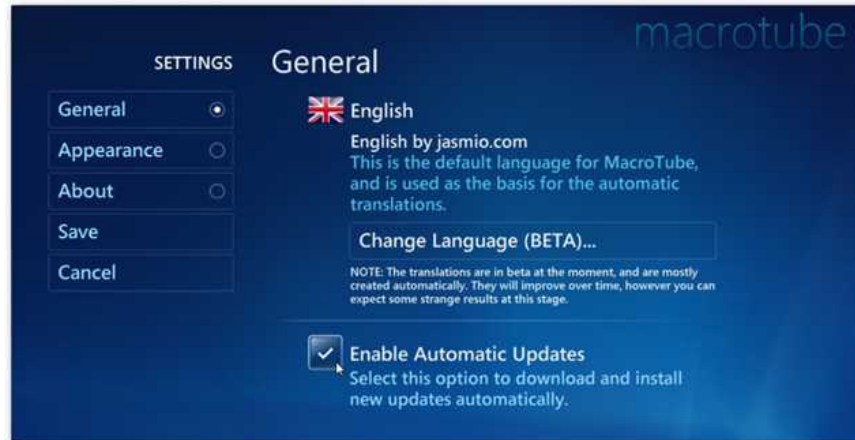 macrotube
SETTINGS
General
Appearance
About
Save
Cancel
General
English
English by jasmio.com
This is the default language for MacroTube,
and is used as the basis for the automatic
translations.
Change Language (BETA)...
NOTE: The translations are in beta at the moment, and are mostly
created automatically. They will improve over time, however you can
expect some strange results at this stage.
Enable Automatic Updates
Select this option to download and install
new updates automatically.